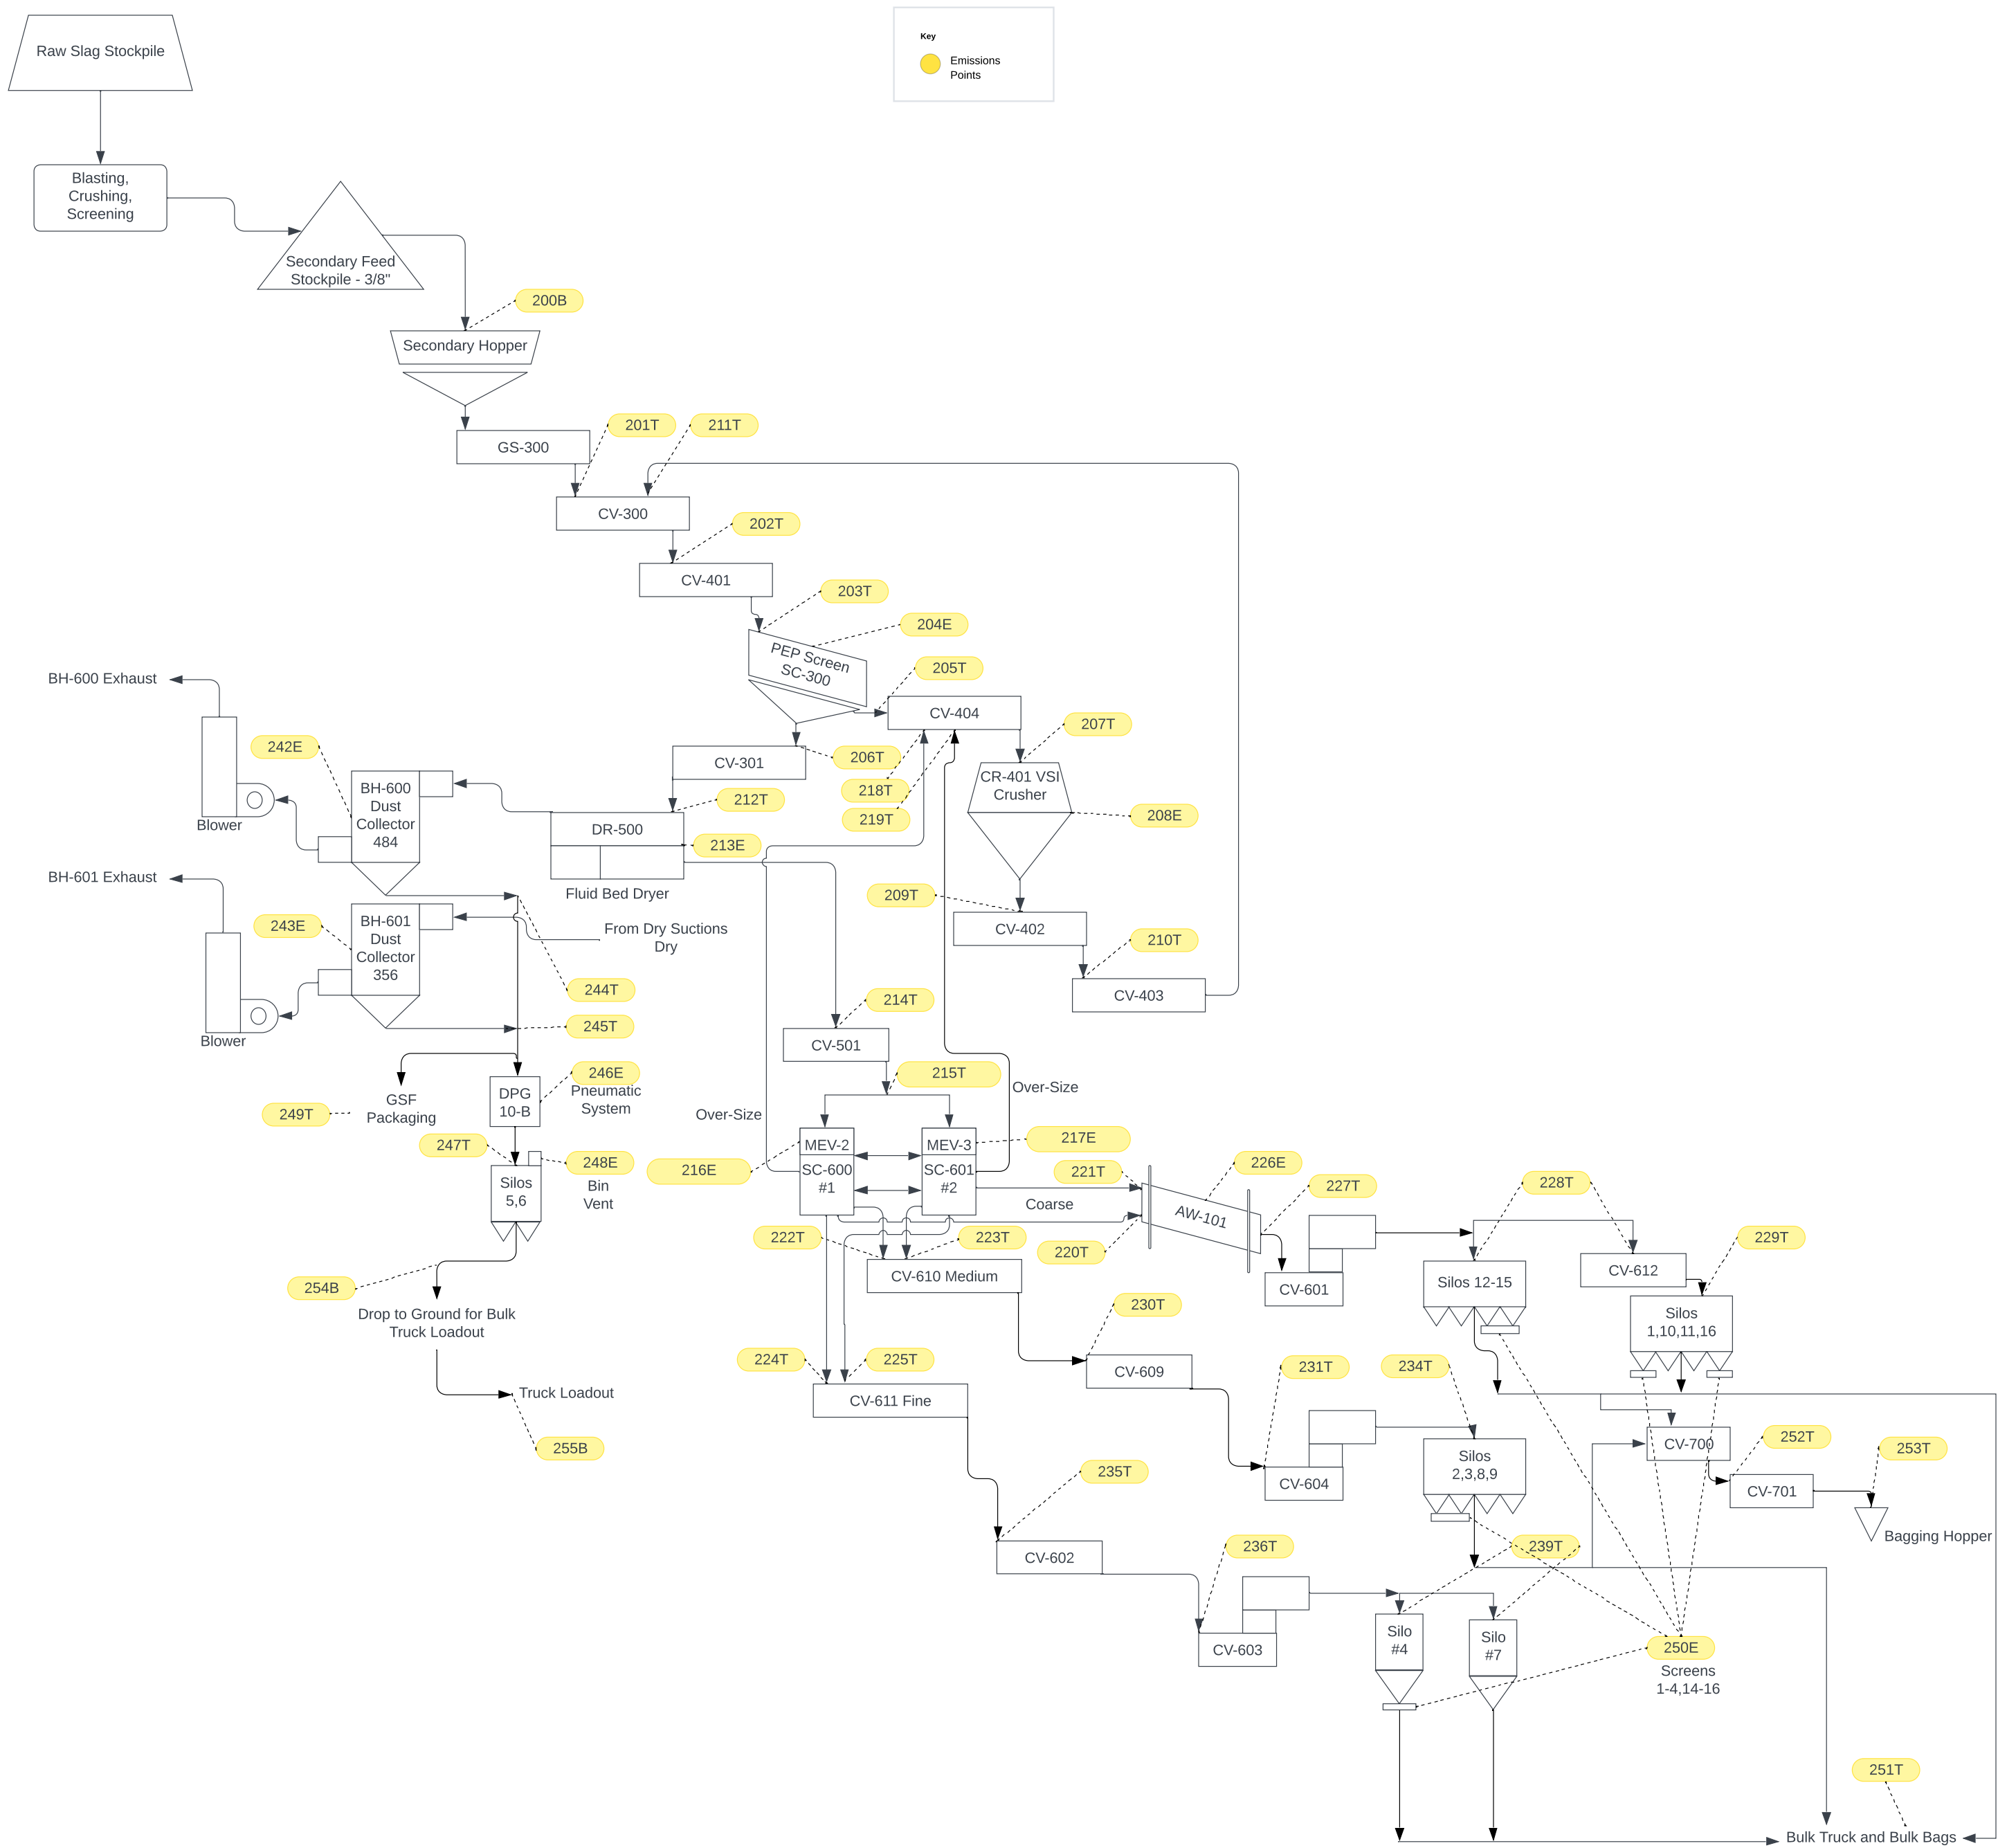 Raw Slag Stockpile
Key
Emissions
Points
Blasting,
Crushing,
Screening
Secondary Feed
Stockpile - 3/8"
200B
Secondary Hopper
201T
211T
GS-300
CV-300
202T
CV-401
203T
204E
PEP Screen
SC-300
205T
BH-600 Exhaust
CV-404
207T
242E
206T
CV-301
CR-401 VSI
Crusher
BH-600
Dust
Collector
484
218T
212T
208E
219T
Blower
DR-500
213E
BH-601 Exhaust
Fluid Bed Dryer
209T
243E
BH-601
Dust
Collector
356
From Dry Suctions
Dry
CV-402
210T
244T
CV-403
214T
245T
Blower
CV-501
246E
Pneumatic
System
215T
DPG
10-B
GSF
Packaging
249T
Over-Size
Over-Size
247T
MEV-2
MEV-3
217E
248E
Bin
Vent
216E
SC-600
#1
SC-601
#2
221T
226E
227T
228T
Silos
5,6
Coarse
AW-101
222T
223T
220T
229T
CV-610 Medium
CV-601
Silos 12-15
CV-612
254B
Drop to Ground for Bulk
Truck Loadout
230T
Silos
1,10,11,16
224T
225T
CV-609
231T
234T
Truck Loadout
CV-611 Fine
252T
253T
255B
CV-700
235T
CV-604
Silos
2,3,8,9
CV-701
Bagging Hopper
236T
239T
CV-602
Silo
#4
Silo
#7
CV-603
250E
Screens
1-4,14-16
251T
Bulk Truck and Bulk Bags